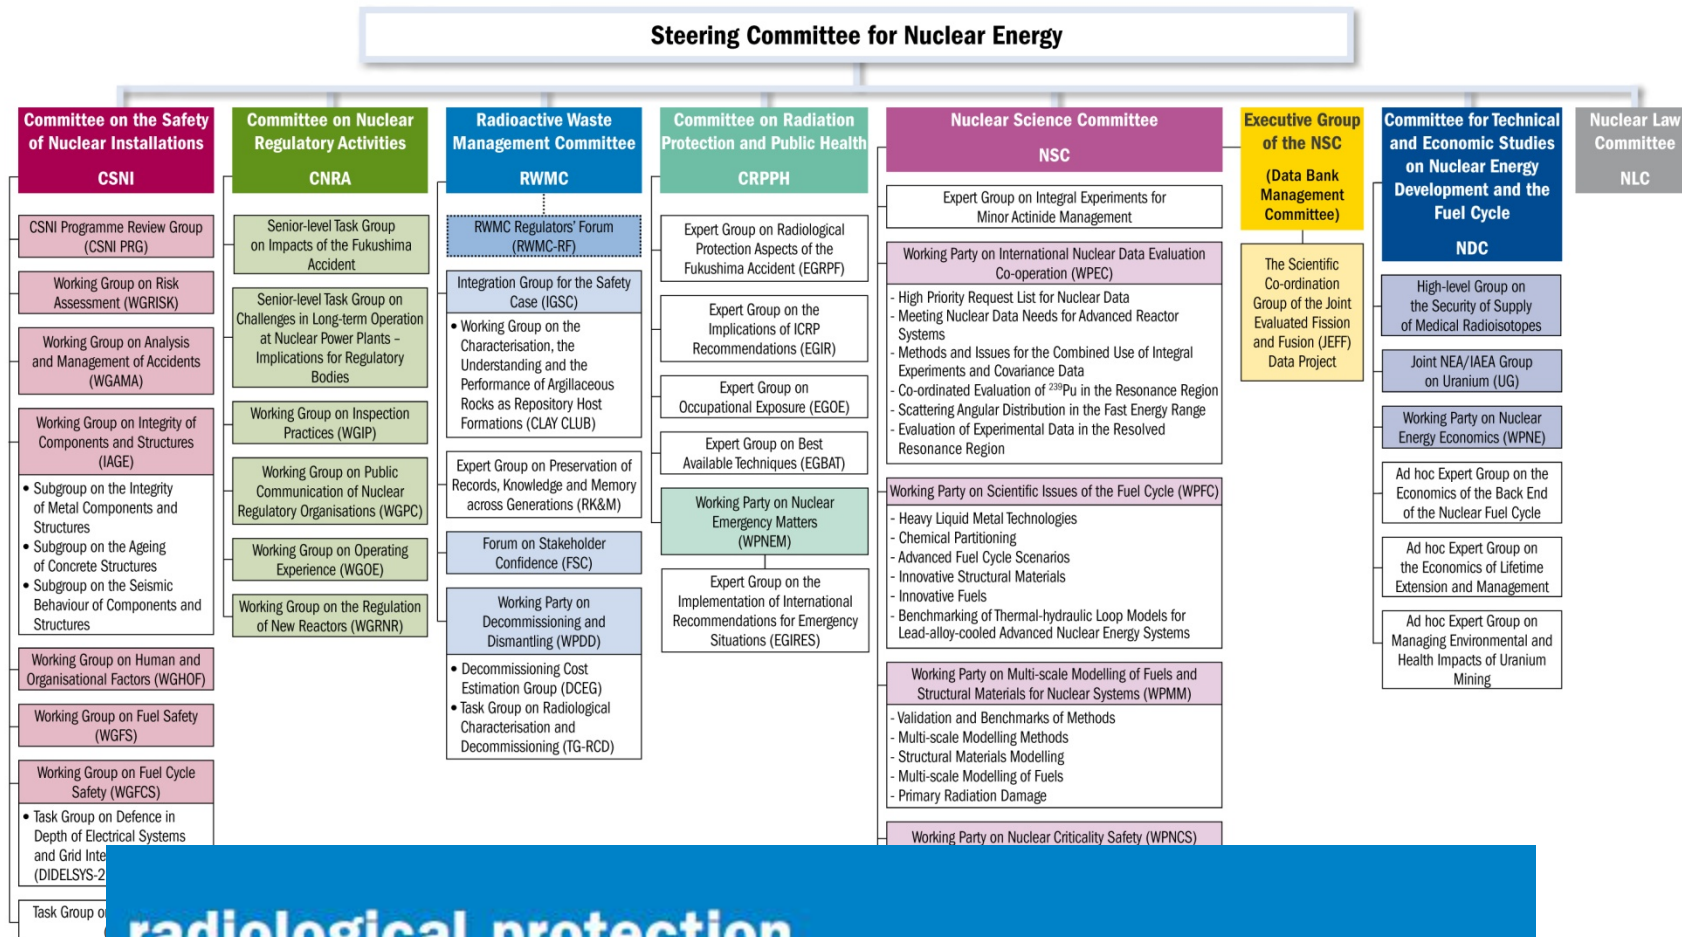 Steering Committee for Nuclear Energy
Committee on the Safety
of Nuclear Installations
CSNI
CSNI Programme Review Group
(CSNI PRG)
Working Group on Risk
Assessment (WGRISK)
Working Group on Analysis
and Management of Accidents
(WGAMA)
Working Group on Integrity of
Components and Structures
(IAGE)
• Subgroup on the Integrity
of Metal Components and
Structures
• Subgroup on the Ageing
of Concrete Structures
• Subgroup on the Seismic
Behaviour of Components and
Structures
Working Group on Human and
Organisational Factors (WGHOF)
Working Group on Fuel Safety
(WGFS)
Working Group on Fuel Cycle
Safety (WGFCS)
• Task Group on Defence in
Depth of Electrical Systems
and Grid Inte
(DIDELSYS-2
Task Group o
Committee on Nuclear
Regulatory Activities
CNRA
Senior-level Task Group
on Impacts of the Fukushima
Accident
Senior-level Task Group on
Challenges in Long-term Operation
at Nuclear Power Plants –
Implications for Regulatory
Bodies
Working Group on Inspection
Practices (WGIP)
Working Group on Public
Communication of Nuclear
Regulatory Organisations (WGPC)
Working Group on Operating
Experience (WGOE)
Working Group on the Regulation
of New Reactors (WGRNR)
Radioactive Waste
Management Committee
RWMC
RWMC Regulators' Forum
(RWMC-RF)
Integration Group for the Safety
Case (IGSC)
• Working Group on the
Characterisation, the
Understanding and the
Performance of Argillaceous
Rocks as Repository Host
Formations (CLAY CLUB)
Expert Group on Preservation of
Records, Knowledge and Memory
across Generations (RK&M)
Forum on Stakeholder
Confidence (FSC)
Working Party on
Decommissioning and
Dismantling (WPDD)
• Decommissioning Cost
Estimation Group (DCEG)
• Task Group on Radiological
Characterisation and
Decommissioning (TG-RCD)
Committee on Radiation
Protection and Public Health
CRPPH
Expert Group on Radiological
Protection Aspects of the
Fukushima Accident (EGRPF)
Expert Group on the
Implications of ICRP
Recommendations (EGIR)
Expert Group on
Occupational Exposure (EGOE)
Expert Group on Best
Available Techniques (EGBAT)
Working Party on Nuclear
Emergency Matters
(WPNEM)
Expert Group on the
Implementation of International
Recommendations for Emergency
Situations (EGIRES)
Nuclear Science Committee
NSC
Expert Group on Integral Experiments for
Minor Actinide Management
Working Party on International Nuclear Data Evaluation
Co-operation (WPEC)
- High Priority Request List for Nuclear Data
- Meeting Nuclear Data Needs for Advanced Reactor
Systems
- Methods and Issues for the Combined Use of Integral
Experiments and Covariance Data
- Co-ordinated Evaluation of ²³⁹Pu in the Resonance Region
- Scattering Angular Distribution in the Fast Energy Range
- Evaluation of Experimental Data in the Resolved
Resonance Region
Working Party on Scientific Issues of the Fuel Cycle (WPFC)
- Heavy Liquid Metal Technologies
- Chemical Partitioning
- Advanced Fuel Cycle Scenarios
- Innovative Structural Materials
- Innovative Fuels
- Benchmarking of Thermal-hydraulic Loop Models for
Lead-alloy-cooled Advanced Nuclear Energy Systems
Working Party on Multi-scale Modelling of Fuels and
Structural Materials for Nuclear Systems (WPMM)
- Validation and Benchmarks of Methods
- Multi-scale Modelling Methods
- Structural Materials Modelling
- Multi-scale Modelling of Fuels
- Primary Radiation Damage
Working Party on Nuclear Criticality Safety (WPNCS)
Executive Group
of the NSC
(Data Bank
Management
Committee)
The Scientific
Co-ordination
Group of the Joint
Evaluated Fission
and Fusion (JEFF)
Data Project
Committee for Technical
and Economic Studies
on Nuclear Energy
Development and the
Fuel Cycle
NDC
High-level Group on
the Security of Supply
of Medical Radioisotopes
Joint NEA/IAEA Group
on Uranium (UG)
Working Party on Nuclear
Energy Economics (WPNE)
Ad hoc Expert Group on the
Economics of the Back End
of the Nuclear Fuel Cycle
Ad hoc Expert Group on
the Economics of Lifetime
Extension and Management
Ad hoc Expert Group on
Managing Environmental and
Health Impacts of Uranium
Mining
Nuclear Law
Committee
NLC
radiological protection